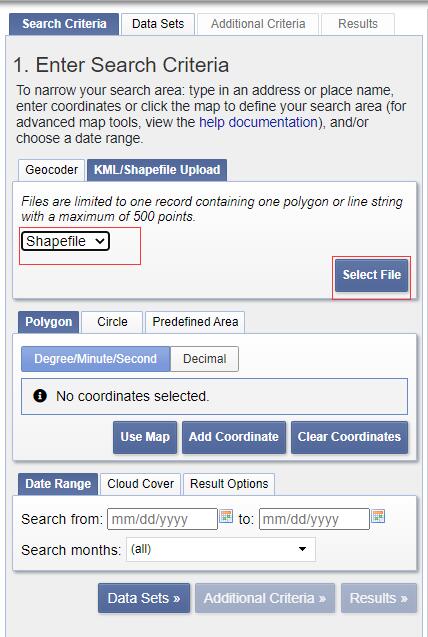 Search Criteria Data Sets Additional Criteria Results
1. Enter Search Criteria
To narrow your search area: type in an address or place name,
enter coordinates or click the map to define your search area (for
advanced map tools, view the help documentation), and/or
choose a date range.
Geocoder KML/Shapefile Upload
Files are limited to one record containing one polygon or line string
with a maximum of 500 points.
Shapefile
Select File
Polygon Circle Predefined Area
Degree/Minute/Second Decimal
No coordinates selected.
Use Map Add Coordinate Clear Coordinates
Date Range Cloud Cover Result Options
Search from: mm/dd/yyyy to: mm/dd/yyyy
Search months: (all)
Data Sets » Additional Criteria » Results »